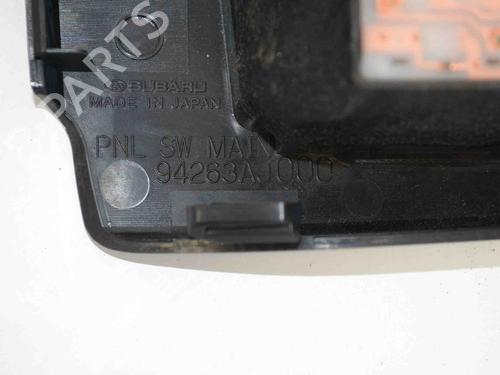 SUBARU
MADE IN JAPAN
PNL SW MAIN
94263AJ000
PARTS